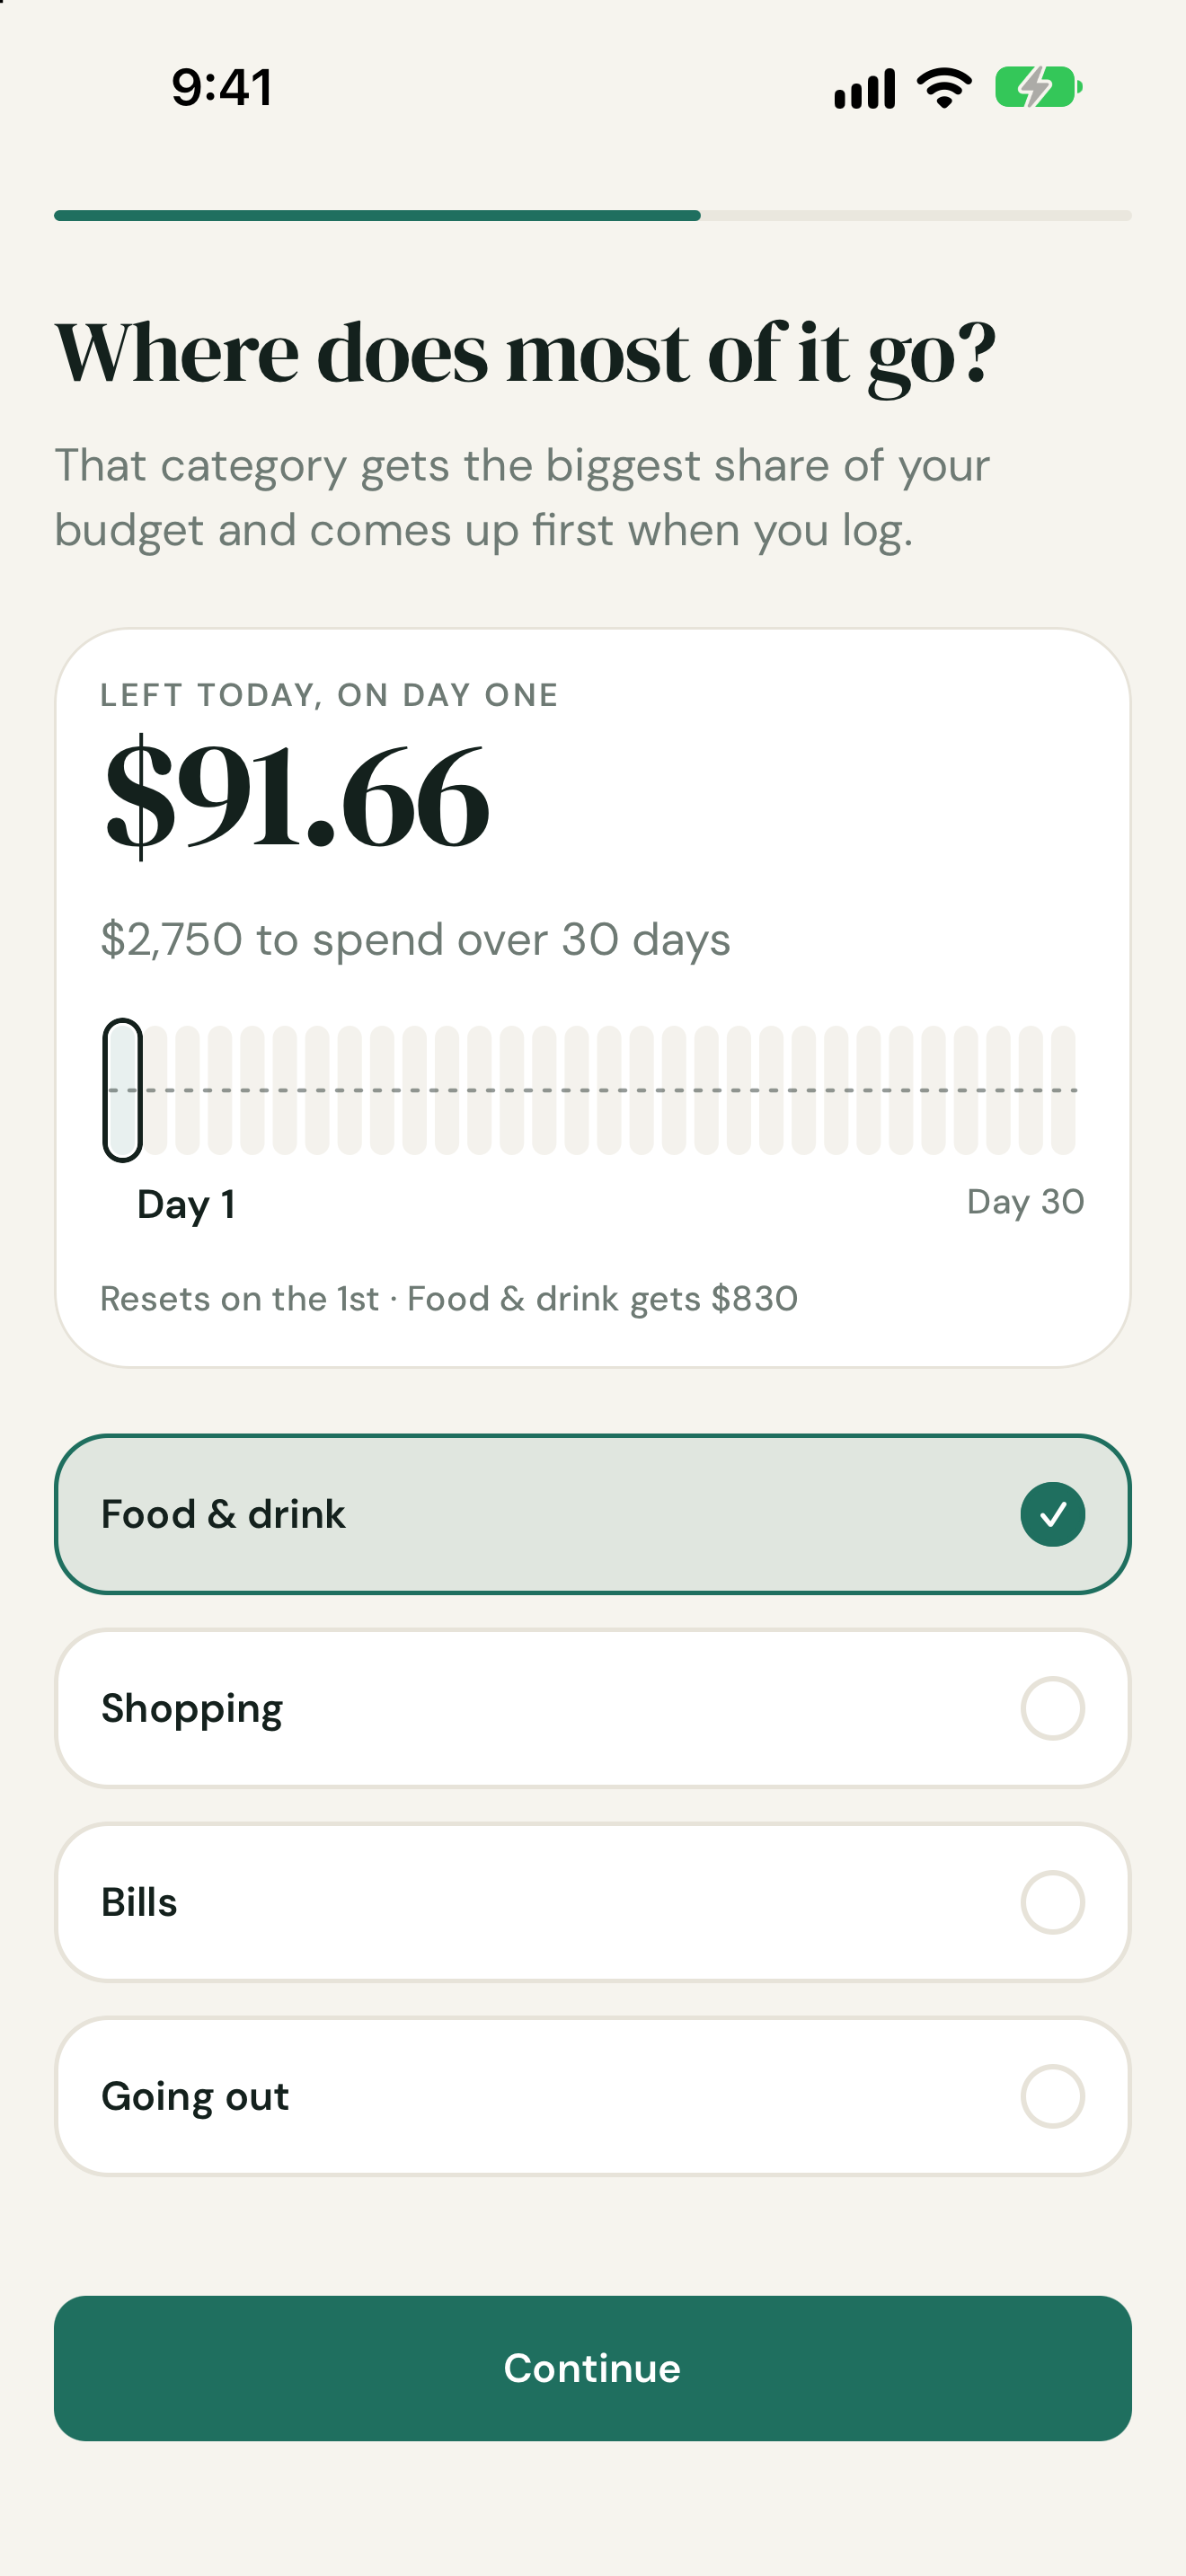 9:41
Where does most of it go?
That category gets the biggest share of your
budget and comes up first when you log.
LEFT TODAY, ON DAY ONE
$91.66
$2,750 to spend over 30 days
Day 1
Day 30
Resets on the 1st · Food & drink gets $830
Food & drink
Shopping
Bills
Going out
Continue